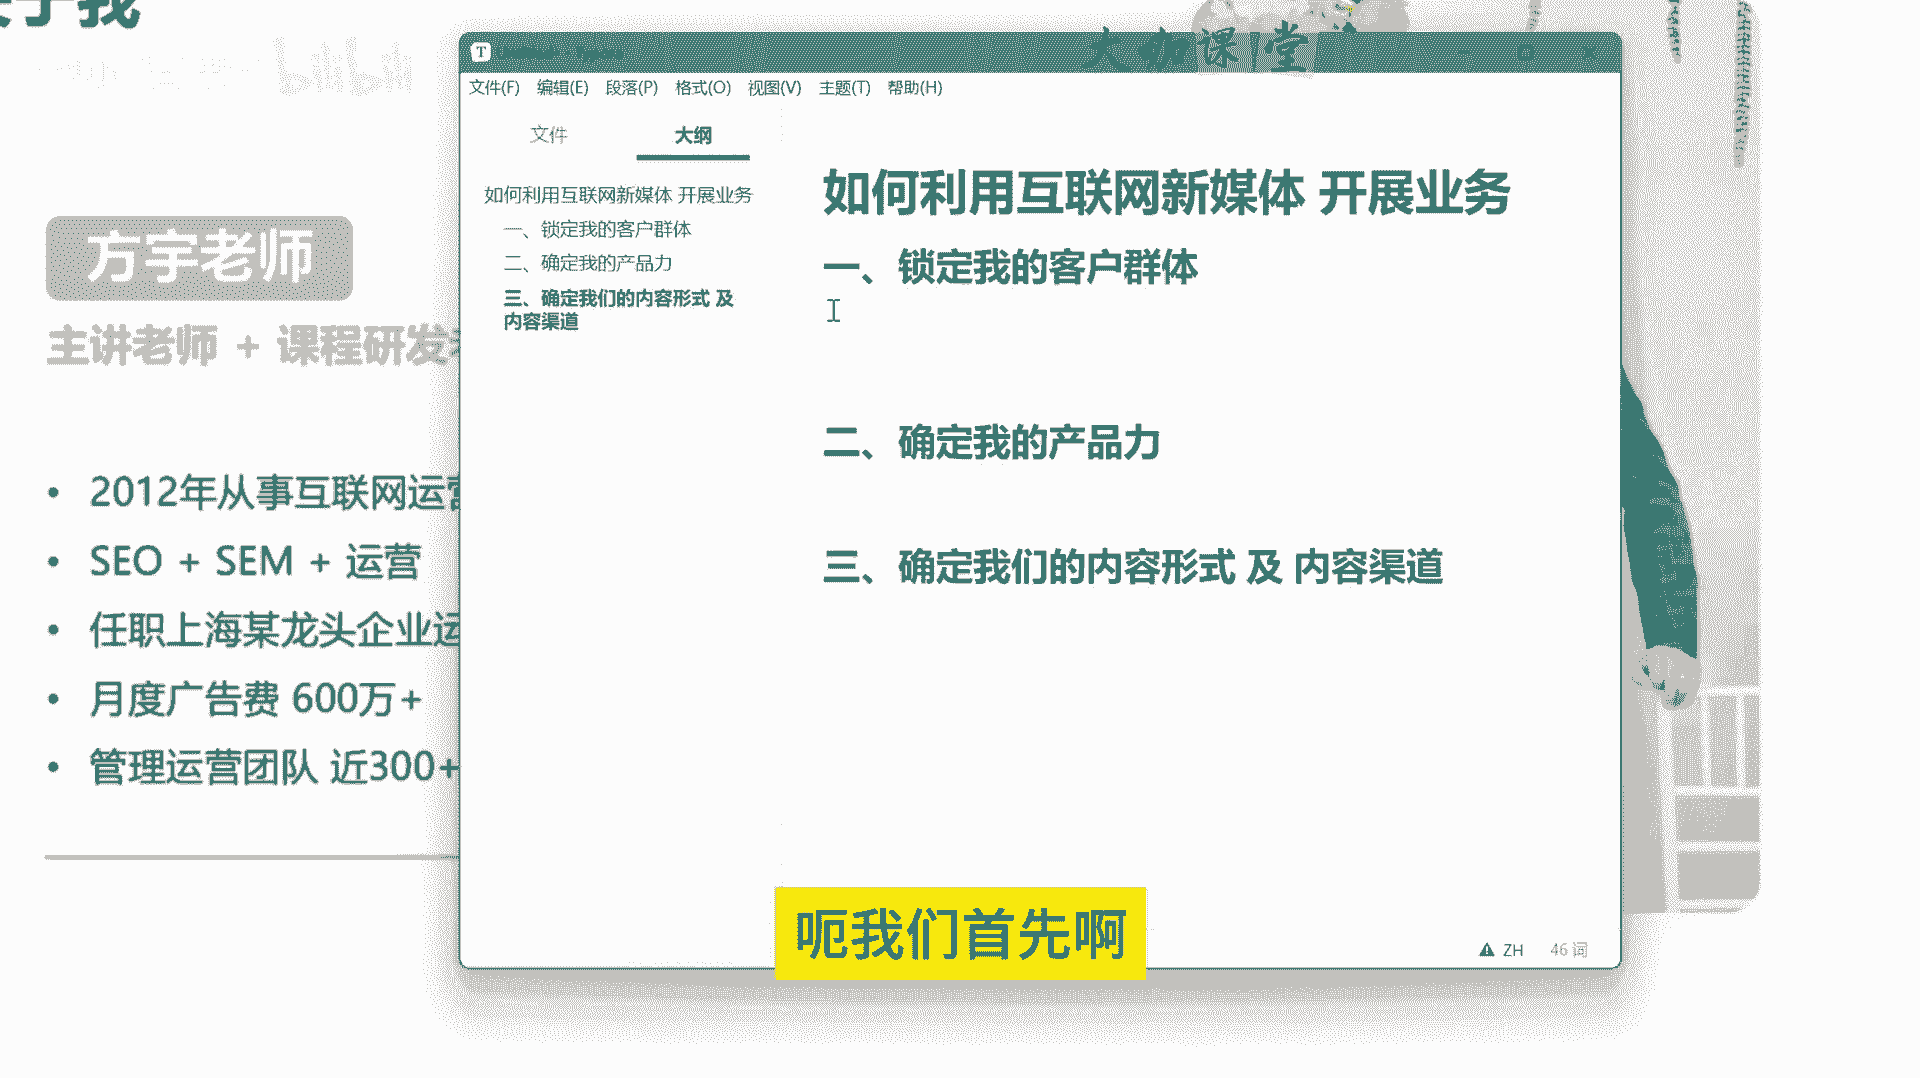 关于我
bilibili
大咖课堂
方宇老师
主讲老师 + 课程研发
2012年从事互联网运营
SEO + SEM + 运营
任职上海某龙头企业运
月度广告费 600万+
管理运营团队 近300+
T
文件(F) 编辑(E) 段落(P) 格式(O) 视图(V) 主题(T) 帮助(H)
文件 大纲
如何利用互联网新媒体 开展业务
一、锁定我的客户群体
二、确定我的产品力
三、确定我们的内容形式 及
内容渠道
如何利用互联网新媒体 开展业务
一、锁定我的客户群体
二、确定我的产品力
三、确定我们的内容形式 及 内容渠道
ZH 46 词
呃我们首先啊